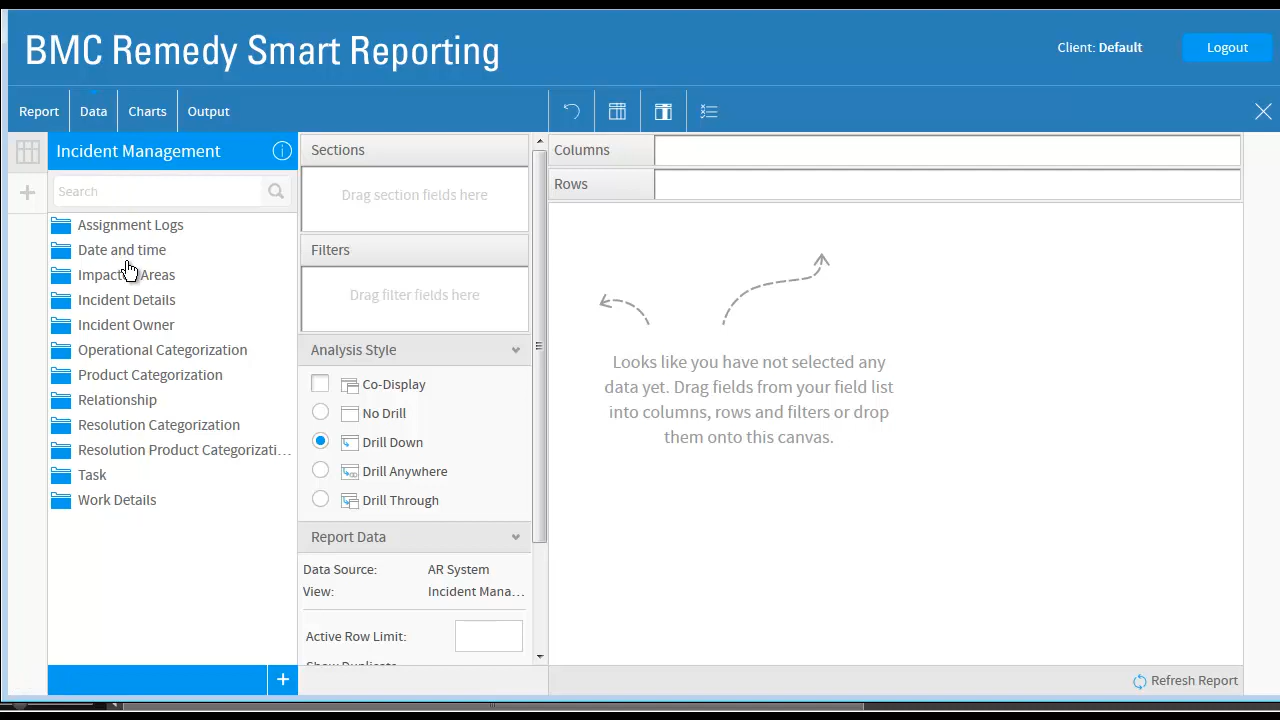 BMC Remedy Smart Reporting
Client: Default
Logout
Report
Data
Charts
Output
Incident Management
Search
Assignment Logs
Date and time
Areas
Incident Details
Incident Owner
Operational Categorization
Product Categorization
Relationship
Resolution Categorization
Resolution Product Categorizati...
Task
Work Details
Sections
Drag section fields here
Filters
Drag filter fields here
Analysis Style
Co-Display
No Drill
Drill Down
Drill Anywhere
Drill Through
Report Data
Data Source: AR System
View: Incident Mana...
Active Row Limit:
Show Duplicate
Columns
Rows
Looks like you have not selected any
data yet. Drag fields from your field list
into columns, rows and filters or drop
them onto this canvas.
Refresh Report